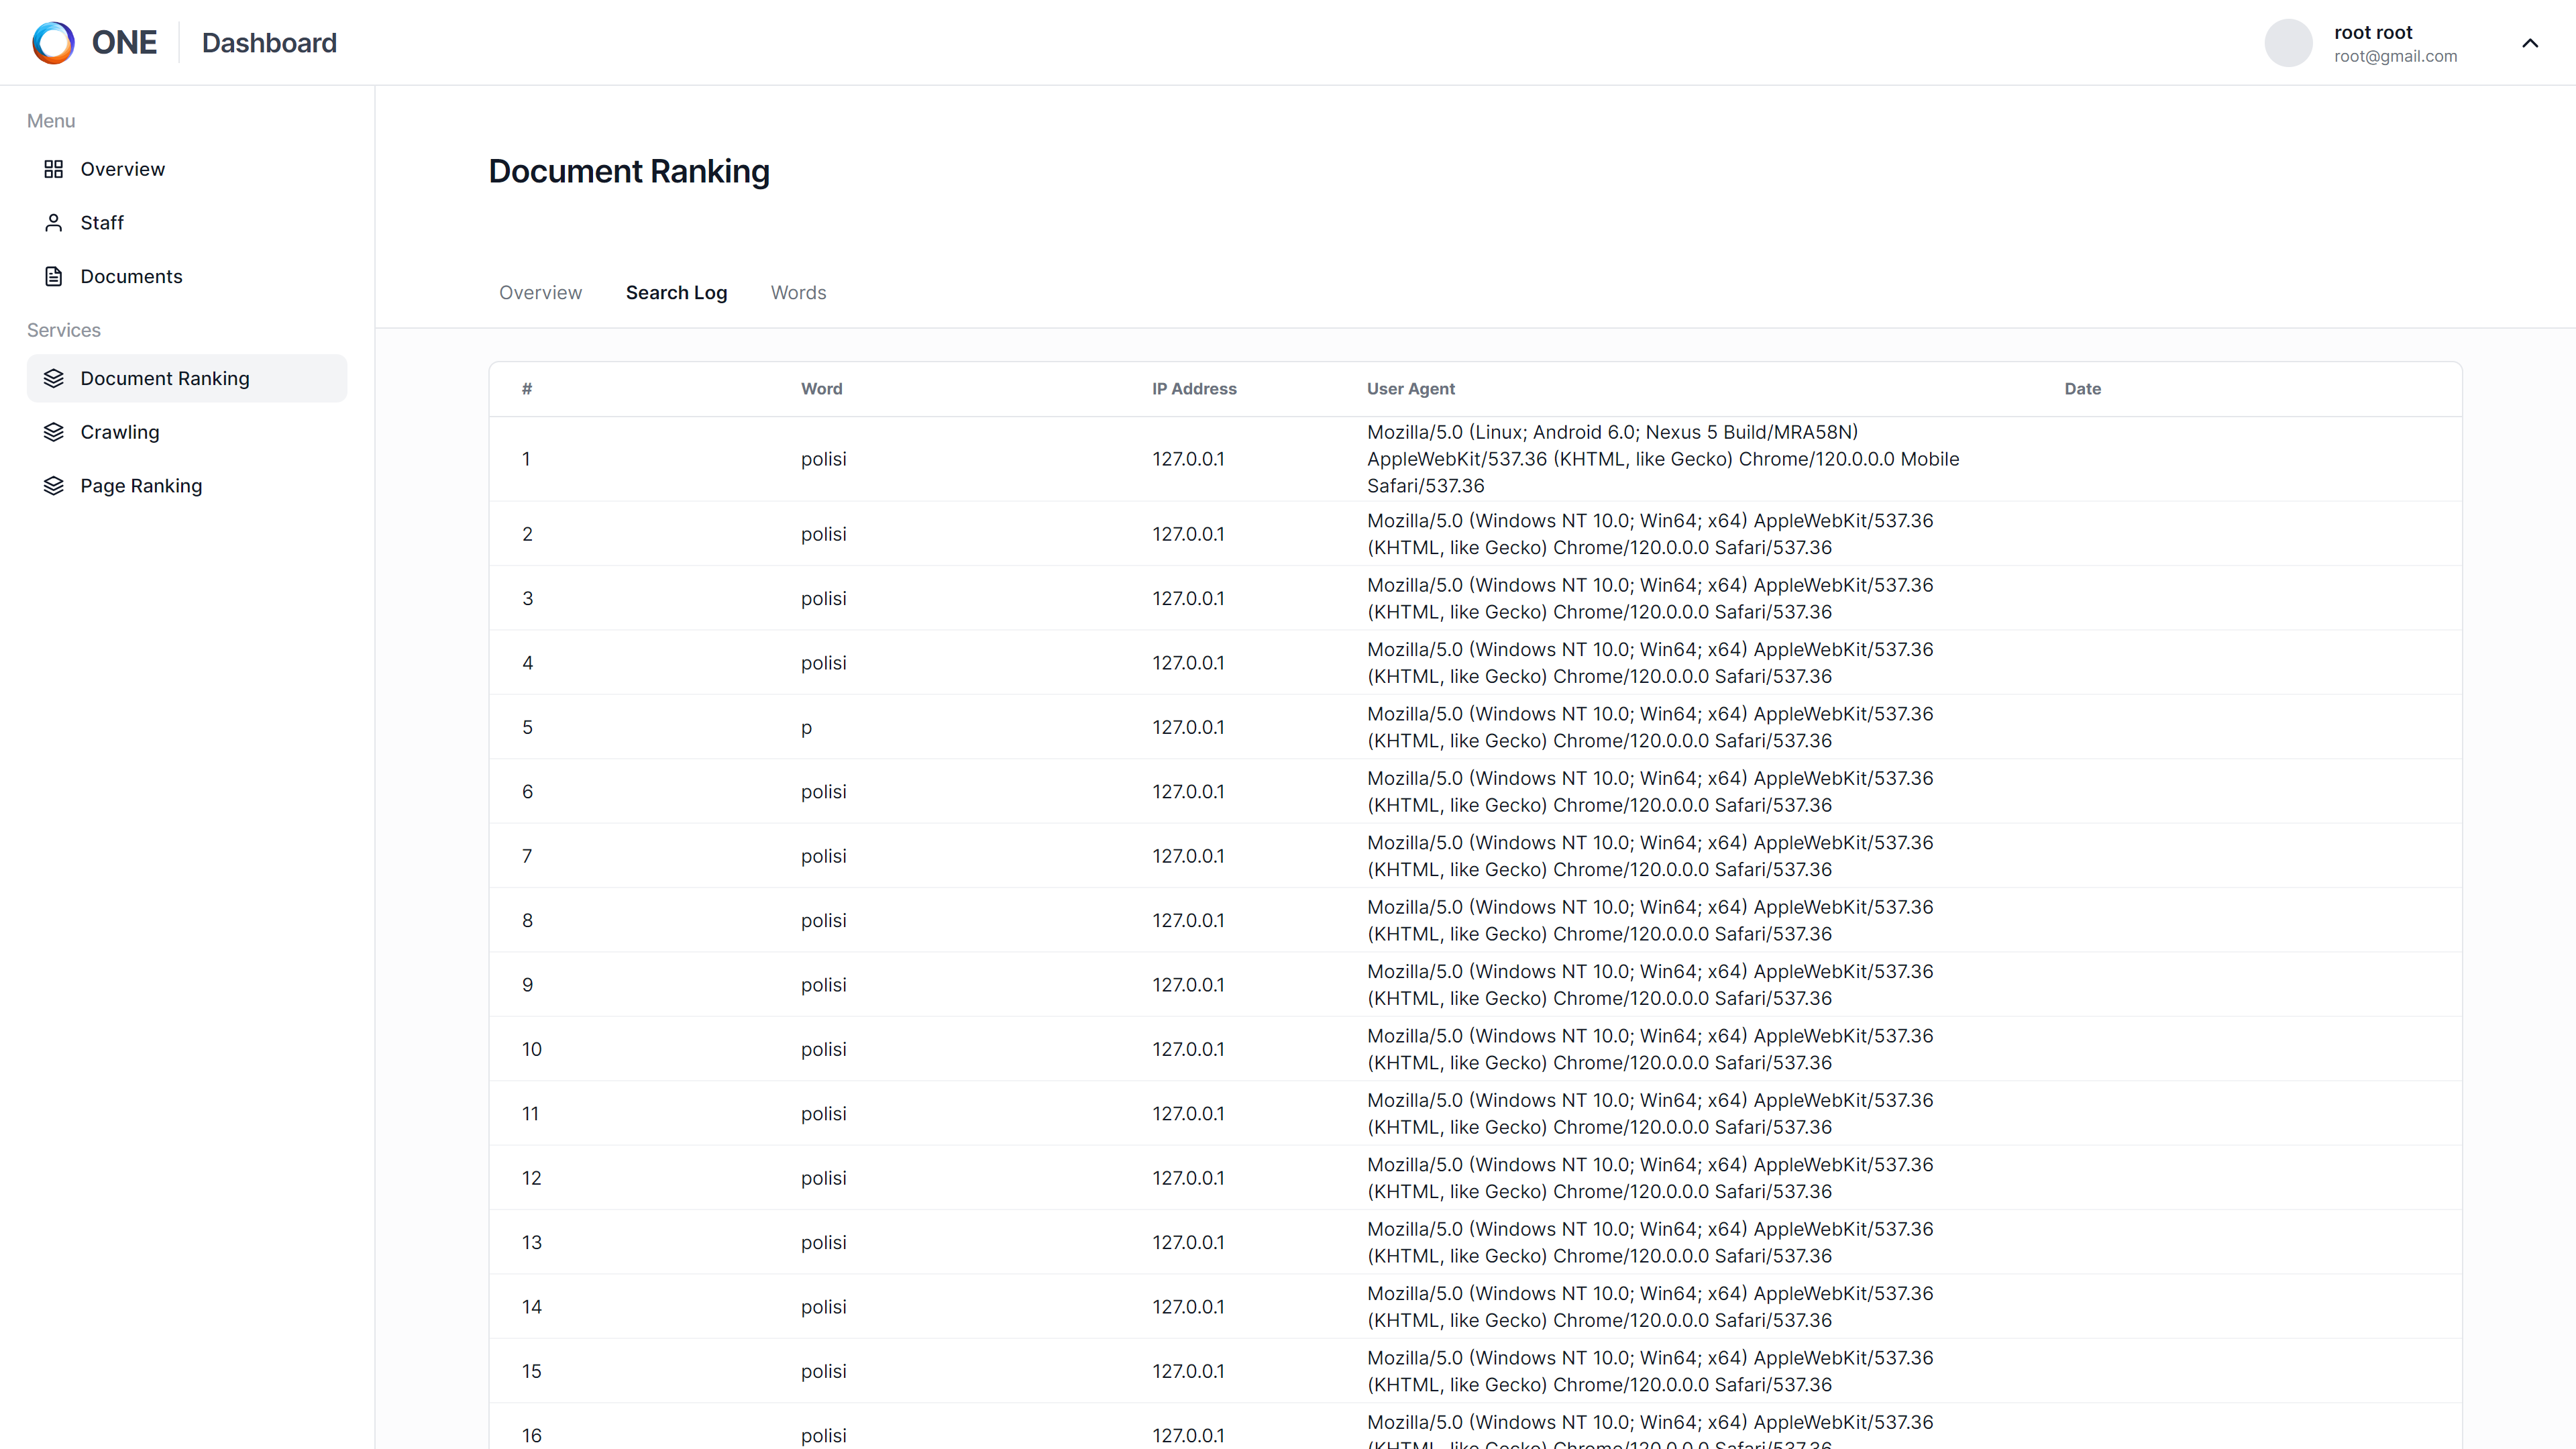 ONE
Dashboard
root root
root@gmail.com
Menu
Overview
Staff
Documents
Services
Document Ranking
Crawling
Page Ranking
Document Ranking
Overview Search Log Words
# Word IP Address User Agent Date
1 polisi 127.0.0.1 Mozilla/5.0 (Linux; Android 6.0; Nexus 5 Build/MRA58N)
AppleWebKit/537.36 (KHTML, like Gecko) Chrome/120.0.0.0 Mobile
Safari/537.36
2 polisi 127.0.0.1 Mozilla/5.0 (Windows NT 10.0; Win64; x64) AppleWebKit/537.36
(KHTML, like Gecko) Chrome/120.0.0.0 Safari/537.36
3 polisi 127.0.0.1 Mozilla/5.0 (Windows NT 10.0; Win64; x64) AppleWebKit/537.36
(KHTML, like Gecko) Chrome/120.0.0.0 Safari/537.36
4 polisi 127.0.0.1 Mozilla/5.0 (Windows NT 10.0; Win64; x64) AppleWebKit/537.36
(KHTML, like Gecko) Chrome/120.0.0.0 Safari/537.36
5 p 127.0.0.1 Mozilla/5.0 (Windows NT 10.0; Win64; x64) AppleWebKit/537.36
(KHTML, like Gecko) Chrome/120.0.0.0 Safari/537.36
6 polisi 127.0.0.1 Mozilla/5.0 (Windows NT 10.0; Win64; x64) AppleWebKit/537.36
(KHTML, like Gecko) Chrome/120.0.0.0 Safari/537.36
7 polisi 127.0.0.1 Mozilla/5.0 (Windows NT 10.0; Win64; x64) AppleWebKit/537.36
(KHTML, like Gecko) Chrome/120.0.0.0 Safari/537.36
8 polisi 127.0.0.1 Mozilla/5.0 (Windows NT 10.0; Win64; x64) AppleWebKit/537.36
(KHTML, like Gecko) Chrome/120.0.0.0 Safari/537.36
9 polisi 127.0.0.1 Mozilla/5.0 (Windows NT 10.0; Win64; x64) AppleWebKit/537.36
(KHTML, like Gecko) Chrome/120.0.0.0 Safari/537.36
10 polisi 127.0.0.1 Mozilla/5.0 (Windows NT 10.0; Win64; x64) AppleWebKit/537.36
(KHTML, like Gecko) Chrome/120.0.0.0 Safari/537.36
11 polisi 127.0.0.1 Mozilla/5.0 (Windows NT 10.0; Win64; x64) AppleWebKit/537.36
(KHTML, like Gecko) Chrome/120.0.0.0 Safari/537.36
12 polisi 127.0.0.1 Mozilla/5.0 (Windows NT 10.0; Win64; x64) AppleWebKit/537.36
(KHTML, like Gecko) Chrome/120.0.0.0 Safari/537.36
13 polisi 127.0.0.1 Mozilla/5.0 (Windows NT 10.0; Win64; x64) AppleWebKit/537.36
(KHTML, like Gecko) Chrome/120.0.0.0 Safari/537.36
14 polisi 127.0.0.1 Mozilla/5.0 (Windows NT 10.0; Win64; x64) AppleWebKit/537.36
(KHTML, like Gecko) Chrome/120.0.0.0 Safari/537.36
15 polisi 127.0.0.1 Mozilla/5.0 (Windows NT 10.0; Win64; x64) AppleWebKit/537.36
(KHTML, like Gecko) Chrome/120.0.0.0 Safari/537.36
16 polisi 127.0.0.1 Mozilla/5.0 (Windows NT 10.0; Win64; x64) AppleWebKit/537.36
(KHTML, like Gecko) Chrome/120.0.0.0 Safari/537.36